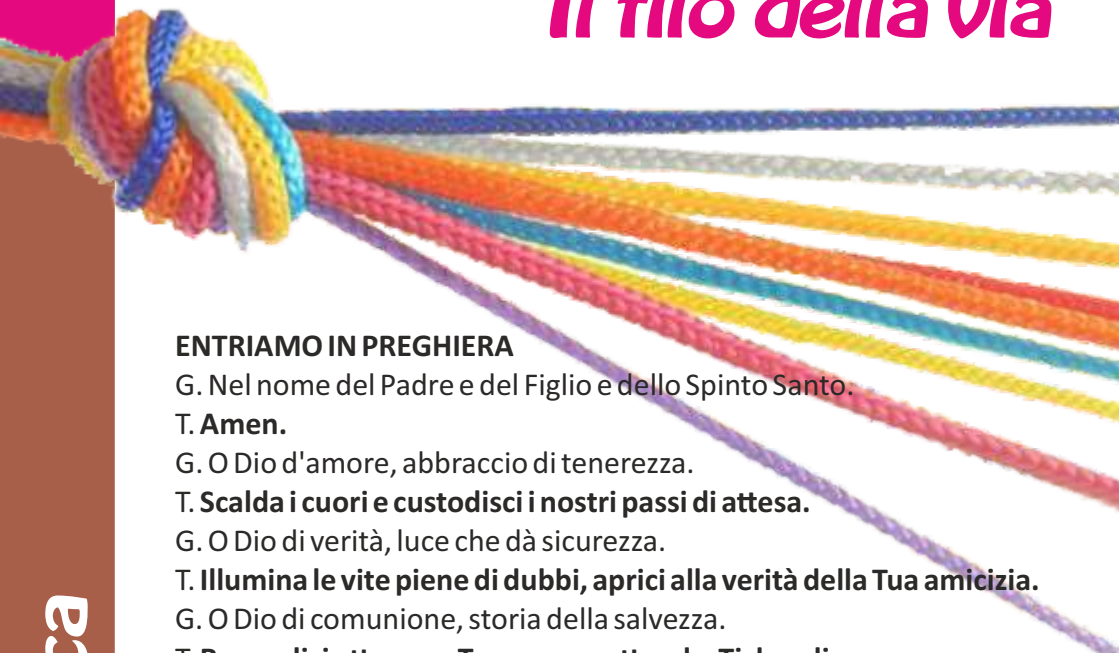 Il filo della Via
ENTRIAMO IN PREGHIERA
G. Nel nome del Padre e del Figlio e dello Spinto Santo.
T. Amen.
G. O Dio d'amore, abbraccio di tenerezza.
T. Scalda i cuori e custodisci i nostri passi di attesa.
G. O Dio di verità, luce che dà sicurezza.
T. Illumina le vite piene di dubbi, aprici alla verità della Tua amicizia.
G. O Dio di comunione, storia della salvezza.
T.
ca